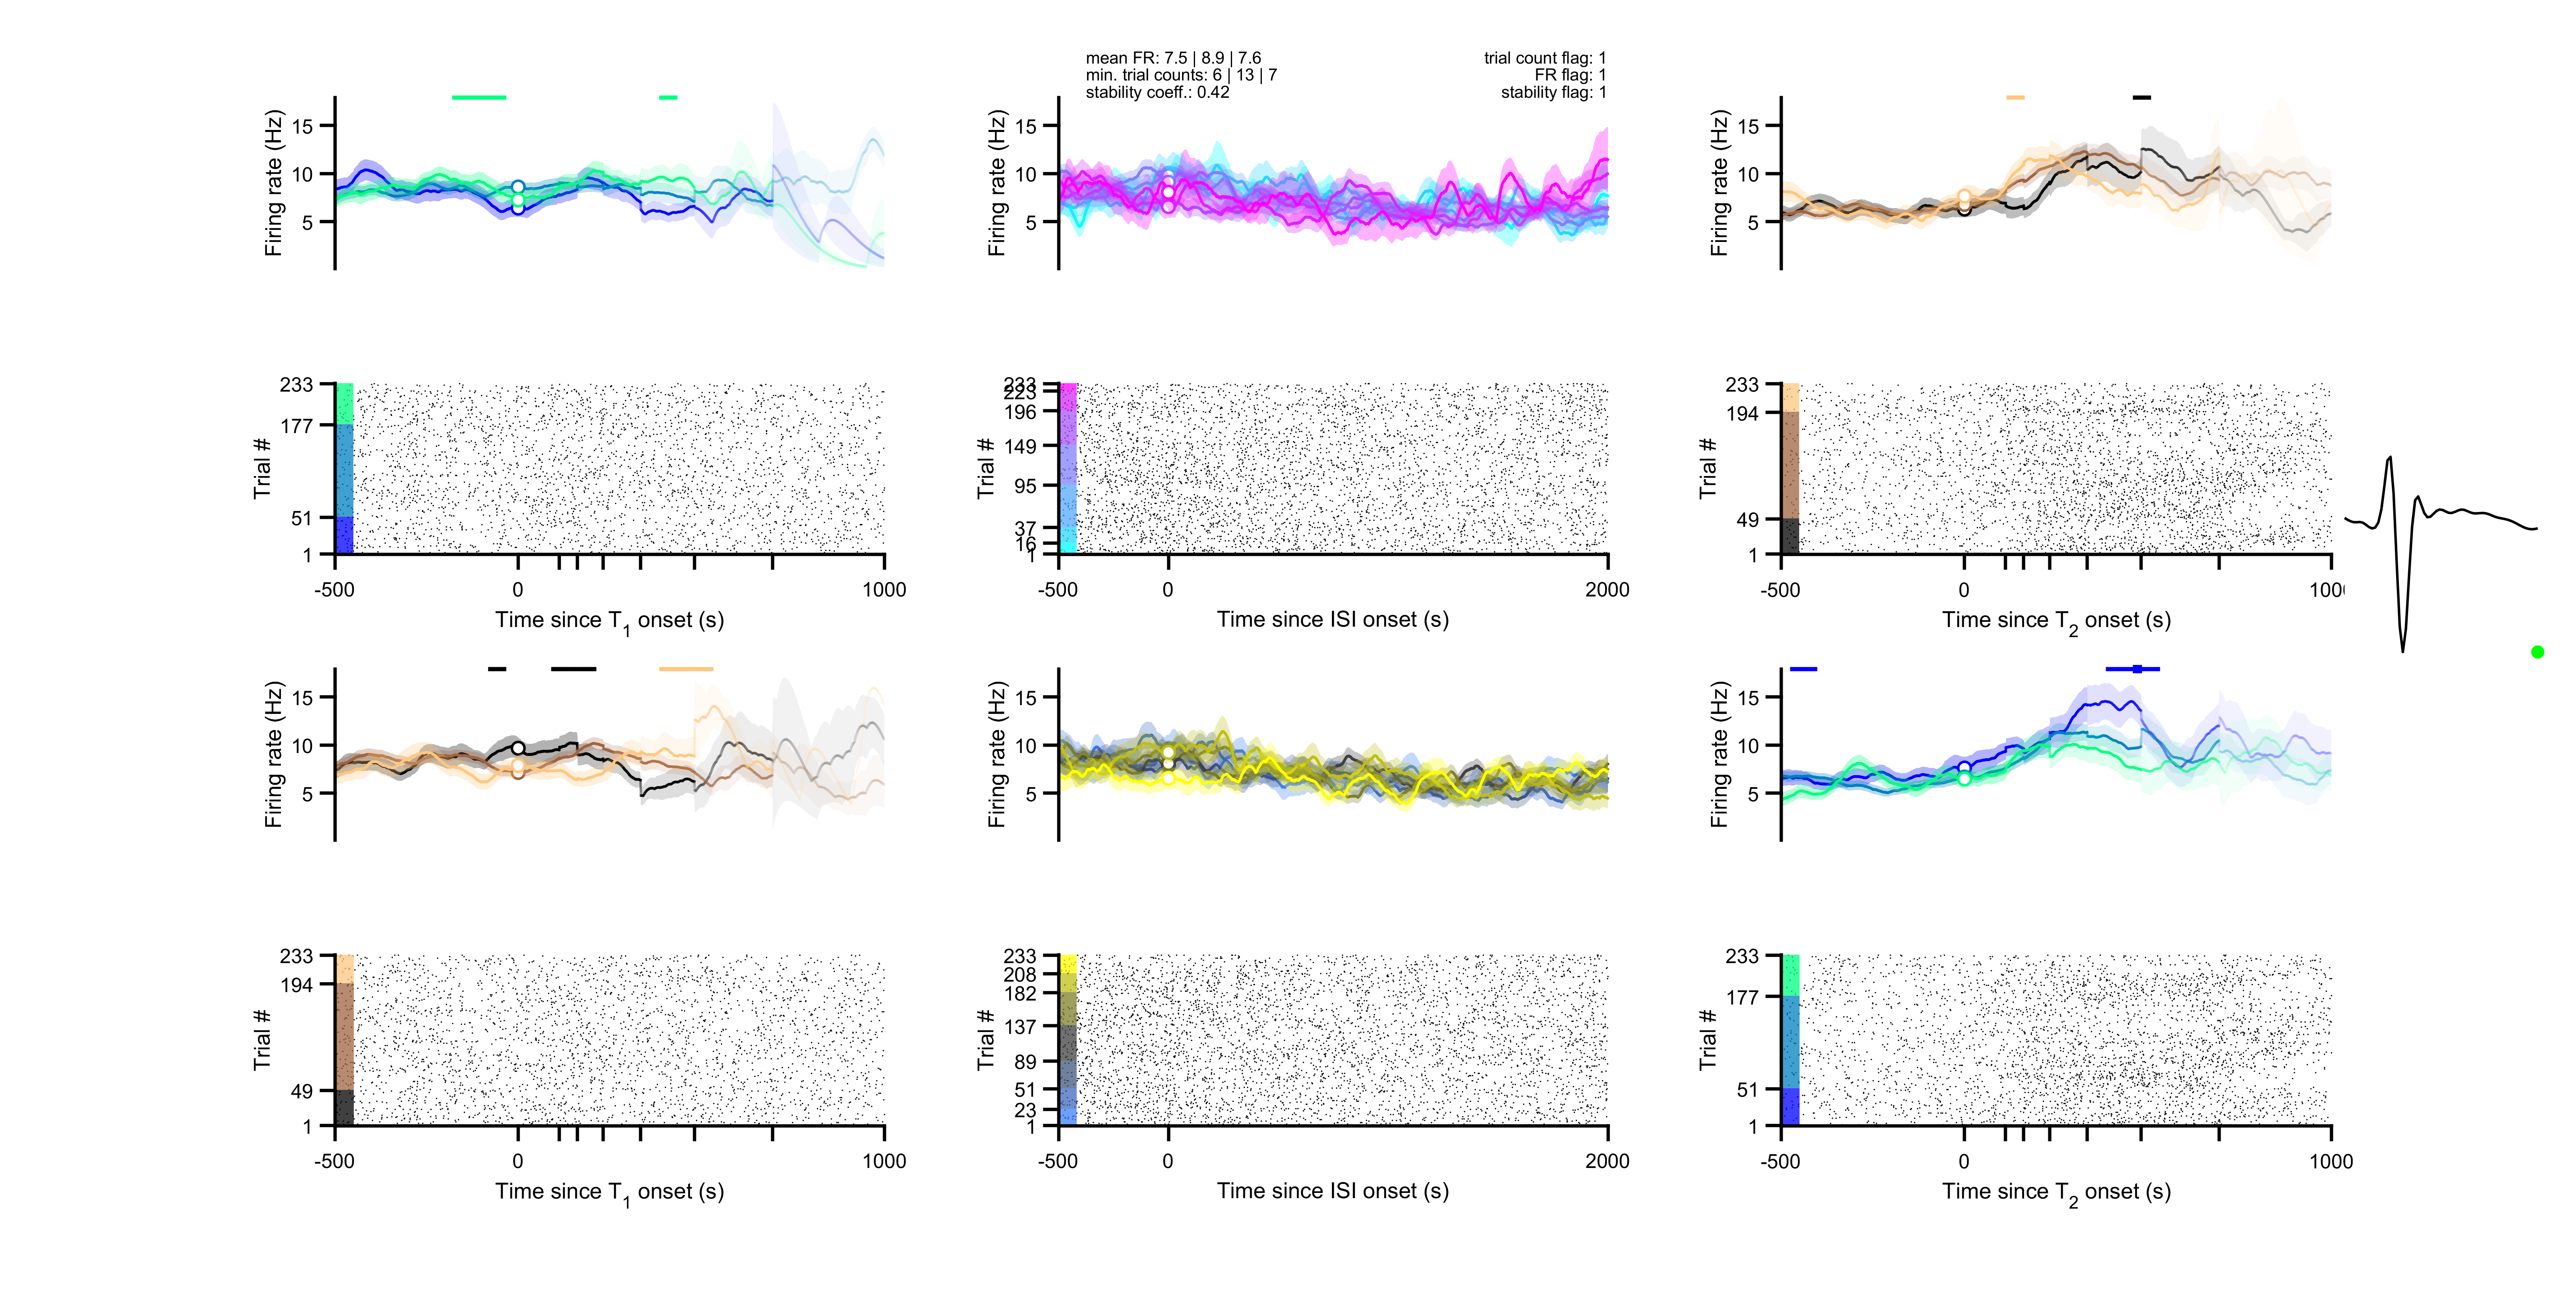 mean FR: 7.5 | 8.9 | 7.6
min. trial counts: 6 | 13 | 7
stability coeff.: 0.42
trial count flag: 1
FR flag: 1
stability flag: 1
Firing rate (Hz)
15
10
5
Firing rate (Hz)
15
10
5
Firing rate (Hz)
15
10
5
Trial #
233
177
51
1
-500
0
1000
Time since T1 onset (s)
Trial #
233
223
196
149
95
37
16
1
-500
0
2000
Time since ISI onset (s)
Trial #
233
194
49
1
-500
0
1000
Time since T2 onset (s)
Firing rate (Hz)
15
10
5
Firing rate (Hz)
15
10
5
Firing rate (Hz)
15
10
5
Trial #
233
194
49
1
-500
0
1000
Time since T1 onset (s)
Trial #
233
208
182
137
89
51
23
1
-500
0
2000
Time since ISI onset (s)
Trial #
233
177
51
1
-500
0
1000
Time since T2 onset (s)